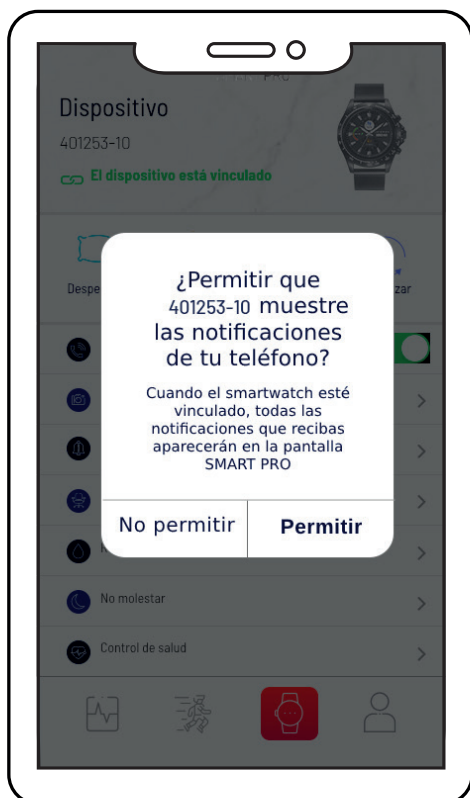 PRO
Dispositivo
401253-10
El dispositivo está vinculado
¿Permitir que
401253-10 muestre
las notificaciones
de tu teléfono?
Cuando el smartwatch esté
vinculado, todas las
notificaciones que recibas
aparecerán en la pantalla
SMART PRO
No permitir Permitir
No molestar
Control de salud